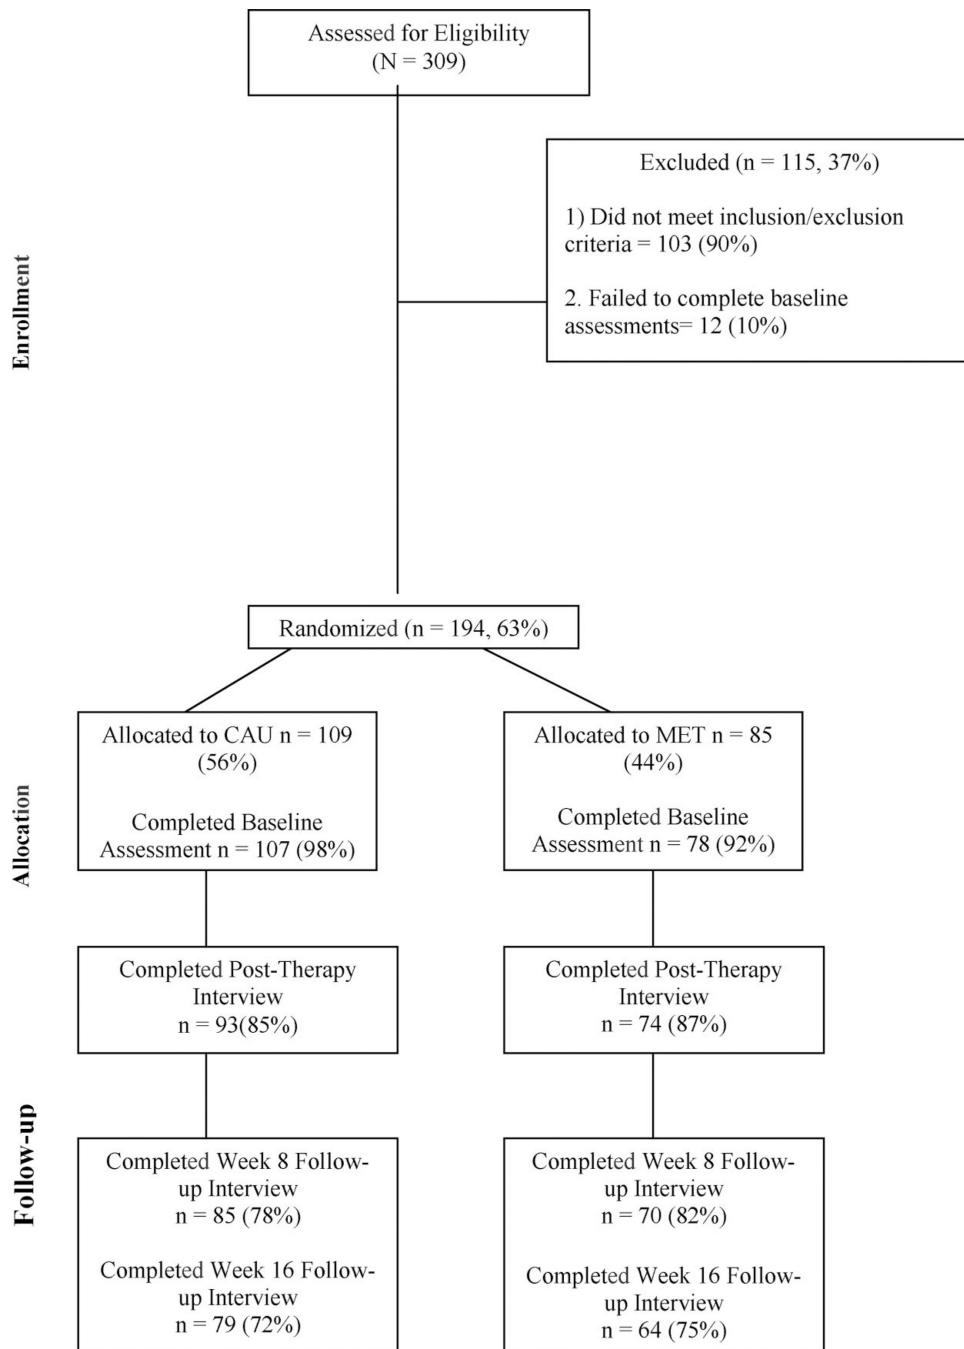 Assessed for Eligibility
(N = 309)
Excluded (n = 115, 37%)
1) Did not meet inclusion/exclusion
criteria = 103 (90%)
2. Failed to complete baseline
assessments= 12 (10%)
Enrollment
Randomized (n = 194, 63%)
Allocated to CAU n = 109
(56%)
Completed Baseline
Assessment n = 107 (98%)
Allocated to MET n = 85
(44%)
Completed Baseline
Assessment n = 78 (92%)
Allocation
Completed Post-Therapy
Interview
n = 93(85%)
Completed Post-Therapy
Interview
n = 74 (87%)
Follow-up
Completed Week 8 Follow-
up Interview
n = 85 (78%)
Completed Week 16 Follow-
up Interview
n = 79 (72%)
Completed Week 8 Follow-
up Interview
n = 70 (82%)
Completed Week 16 Follow-
up Interview
n = 64 (75%)